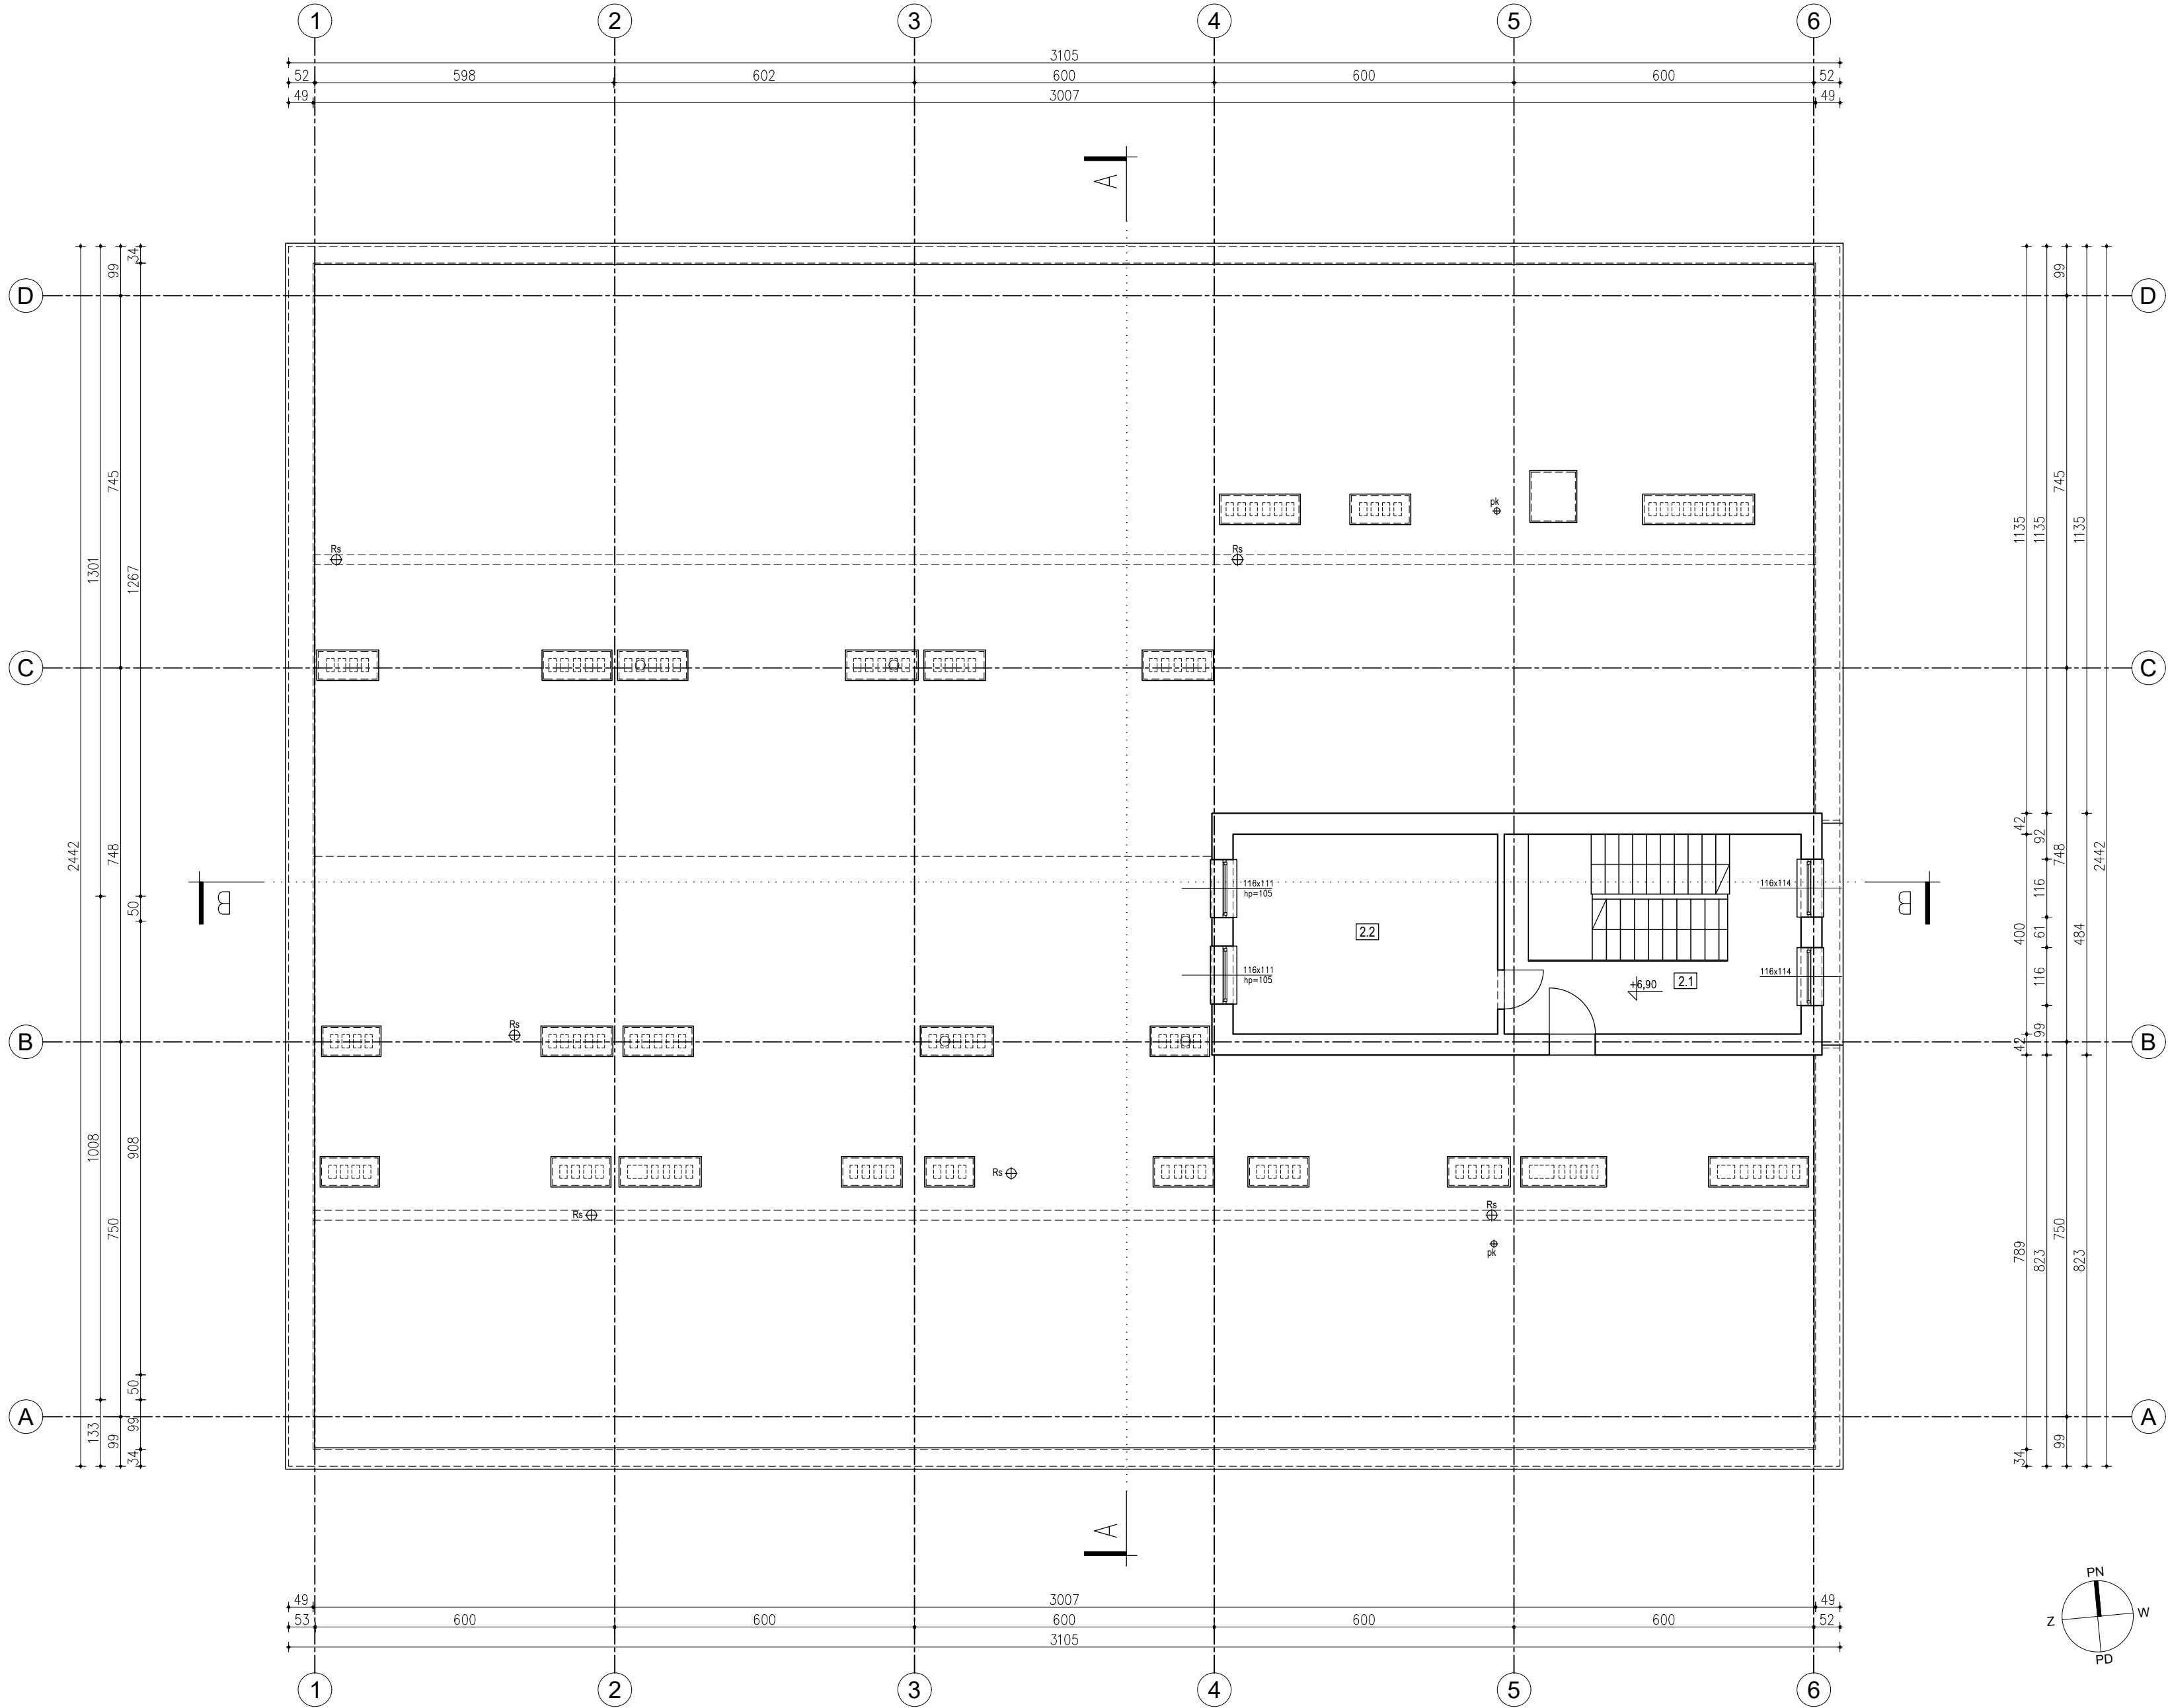 1 2 3 4 5 6
3105
52 598 602 600 600 600 52
49 3007 49
A
34
99 99
D D
745 745
1135 1135 1135
pk
Rs Rs
1301 1267
C C
42
92
2442 748 748 2442
116x111 116x114
hp=105
116
50
B B
2.2
400 61 484
116x111 116x114
hp=105
116
2.1
+6,90
Rs
99
B B
42
1008 908
Rs
Rs Rs
750 750
pk
789 823 823
50
A A
133 99 99
99
34 34
A
49 3007 49
53 600 600 600 600 600 52
3105
PN
Z W
PD
1 2 3 4 5 6